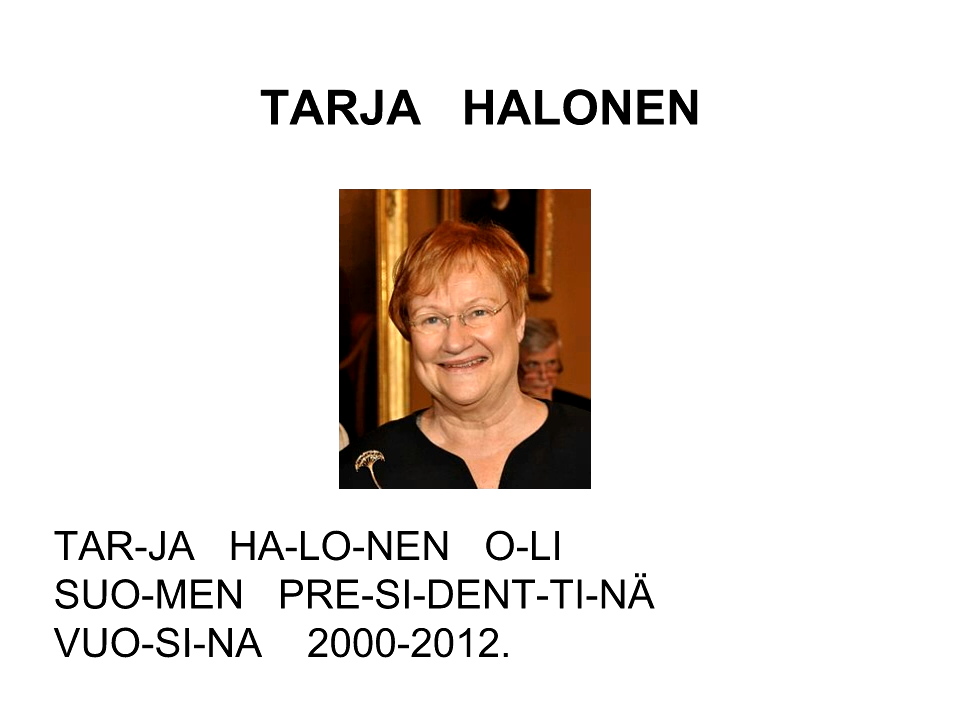 TARJA HALONEN
TAR-JA HA-LO-NEN O-LI
SUO-MEN PRE-SI-DENT-TI-NÄ
VUO-SI-NA 2000-2012.